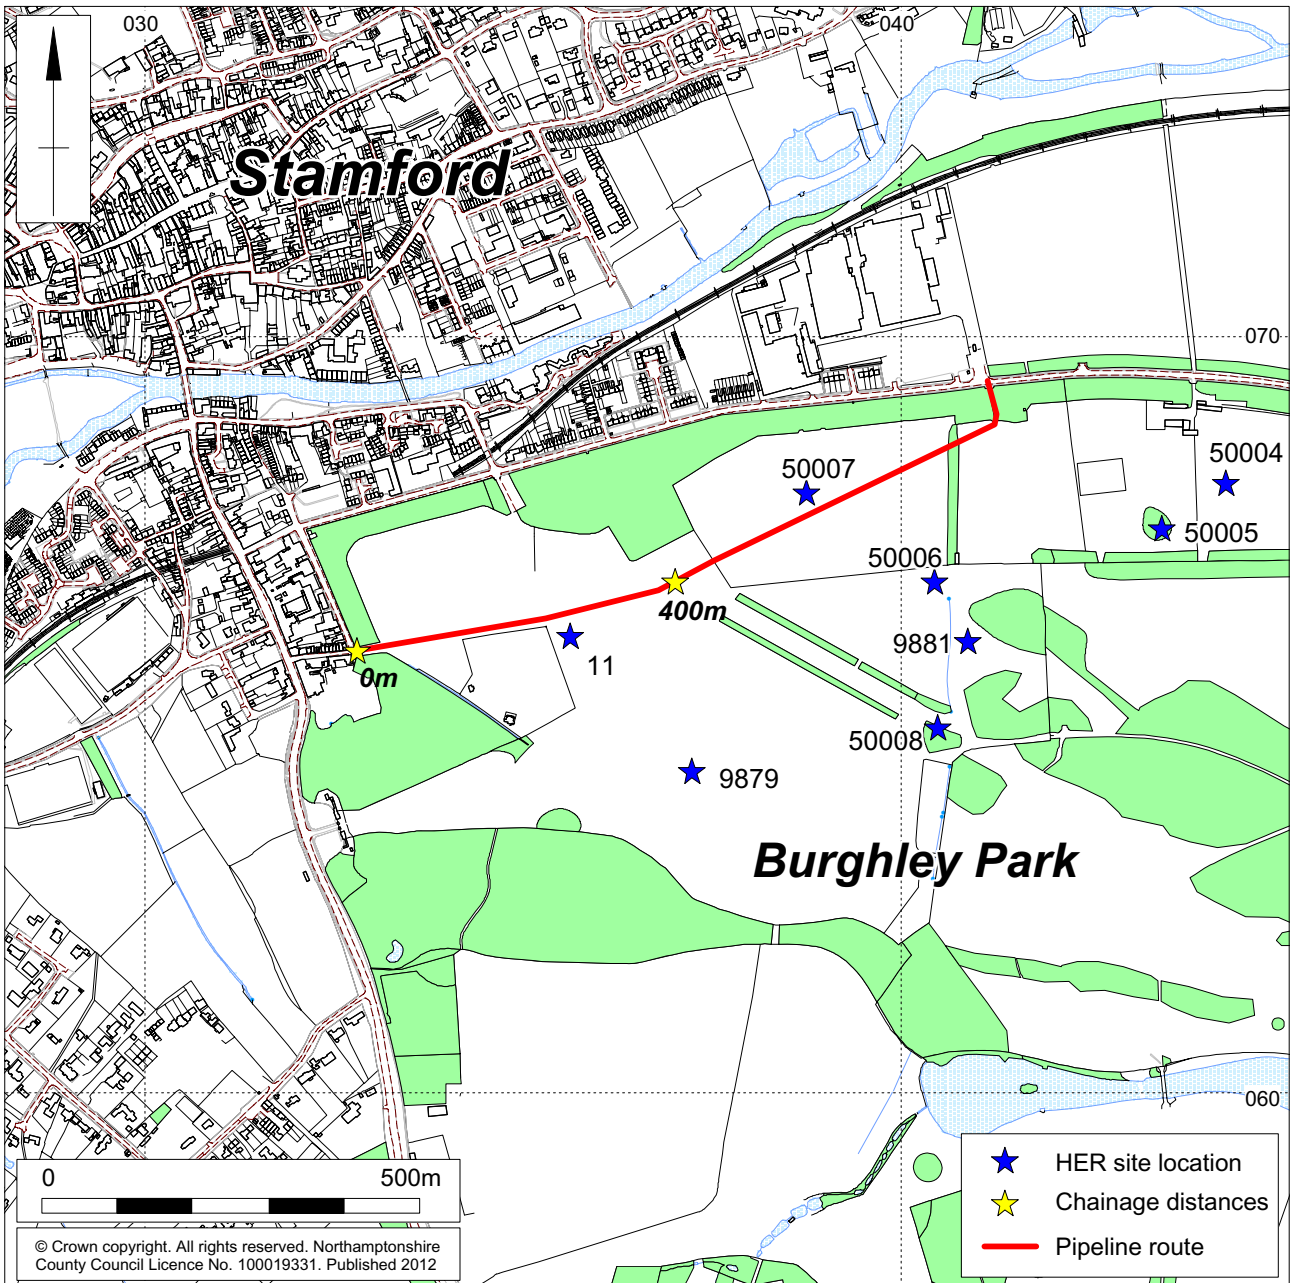 030
040
Stamford
070
50007
50004
50005
50006
400m
9881
11
0m
50008
9879
Burghley Park
060
0 500m
HER site location
Chainage distances
Pipeline route
© Crown copyright. All rights reserved. Northamptonshire
County Council Licence No. 100019331. Published 2012